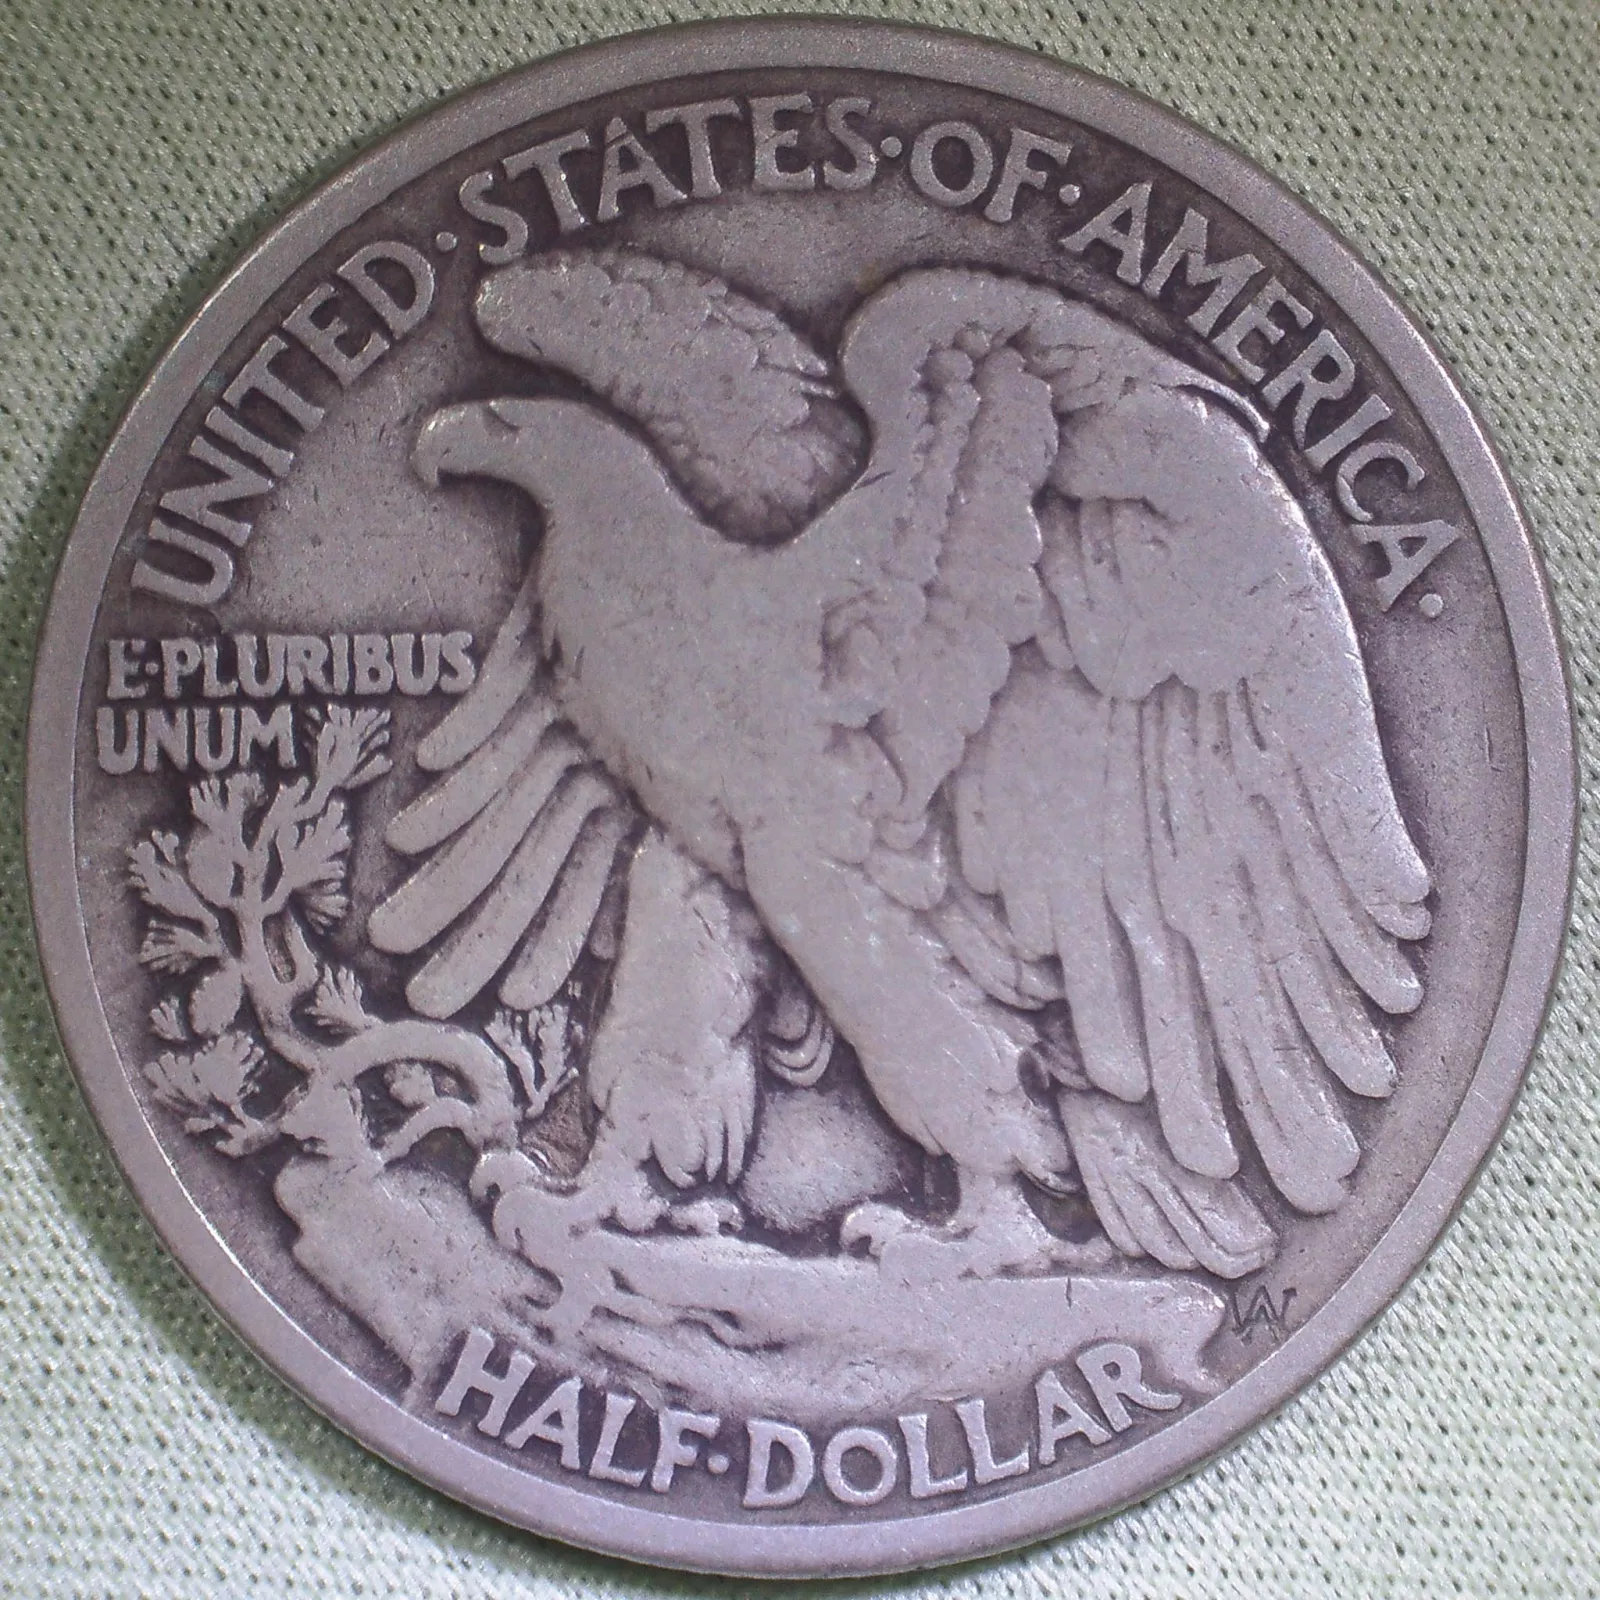 UNITED·STATES·OF·AMERICA·
E·PLURIBUS
UNUM
HALF·DOLLAR
AW